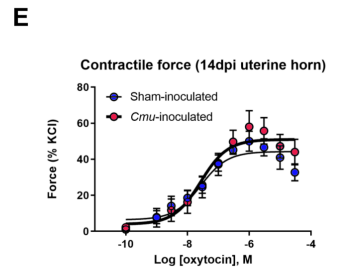 E
Contractile force (14dpi uterine horn)
Sham-inoculated
Cmu-inoculated
Force (% KCl)
80
60
40
20
0
-10
-8
-6
-4
Log [oxytocin], M